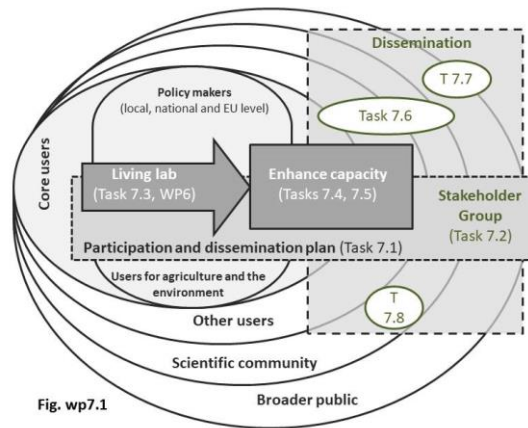 Dissemination
T 7.7
Policy makers
(local, national and EU level)
Task 7.6
Core users
Living lab
(Task 7.3, WP6)
Enhance capacity
(Tasks 7.4, 7.5)
Stakeholder
Group
(Task 7.2)
Participation and dissemination plan (Task 7.1)
Users for agriculture and the
environment
T
7.8
Other users
Scientific community
Broader public
Fig. wp7.1